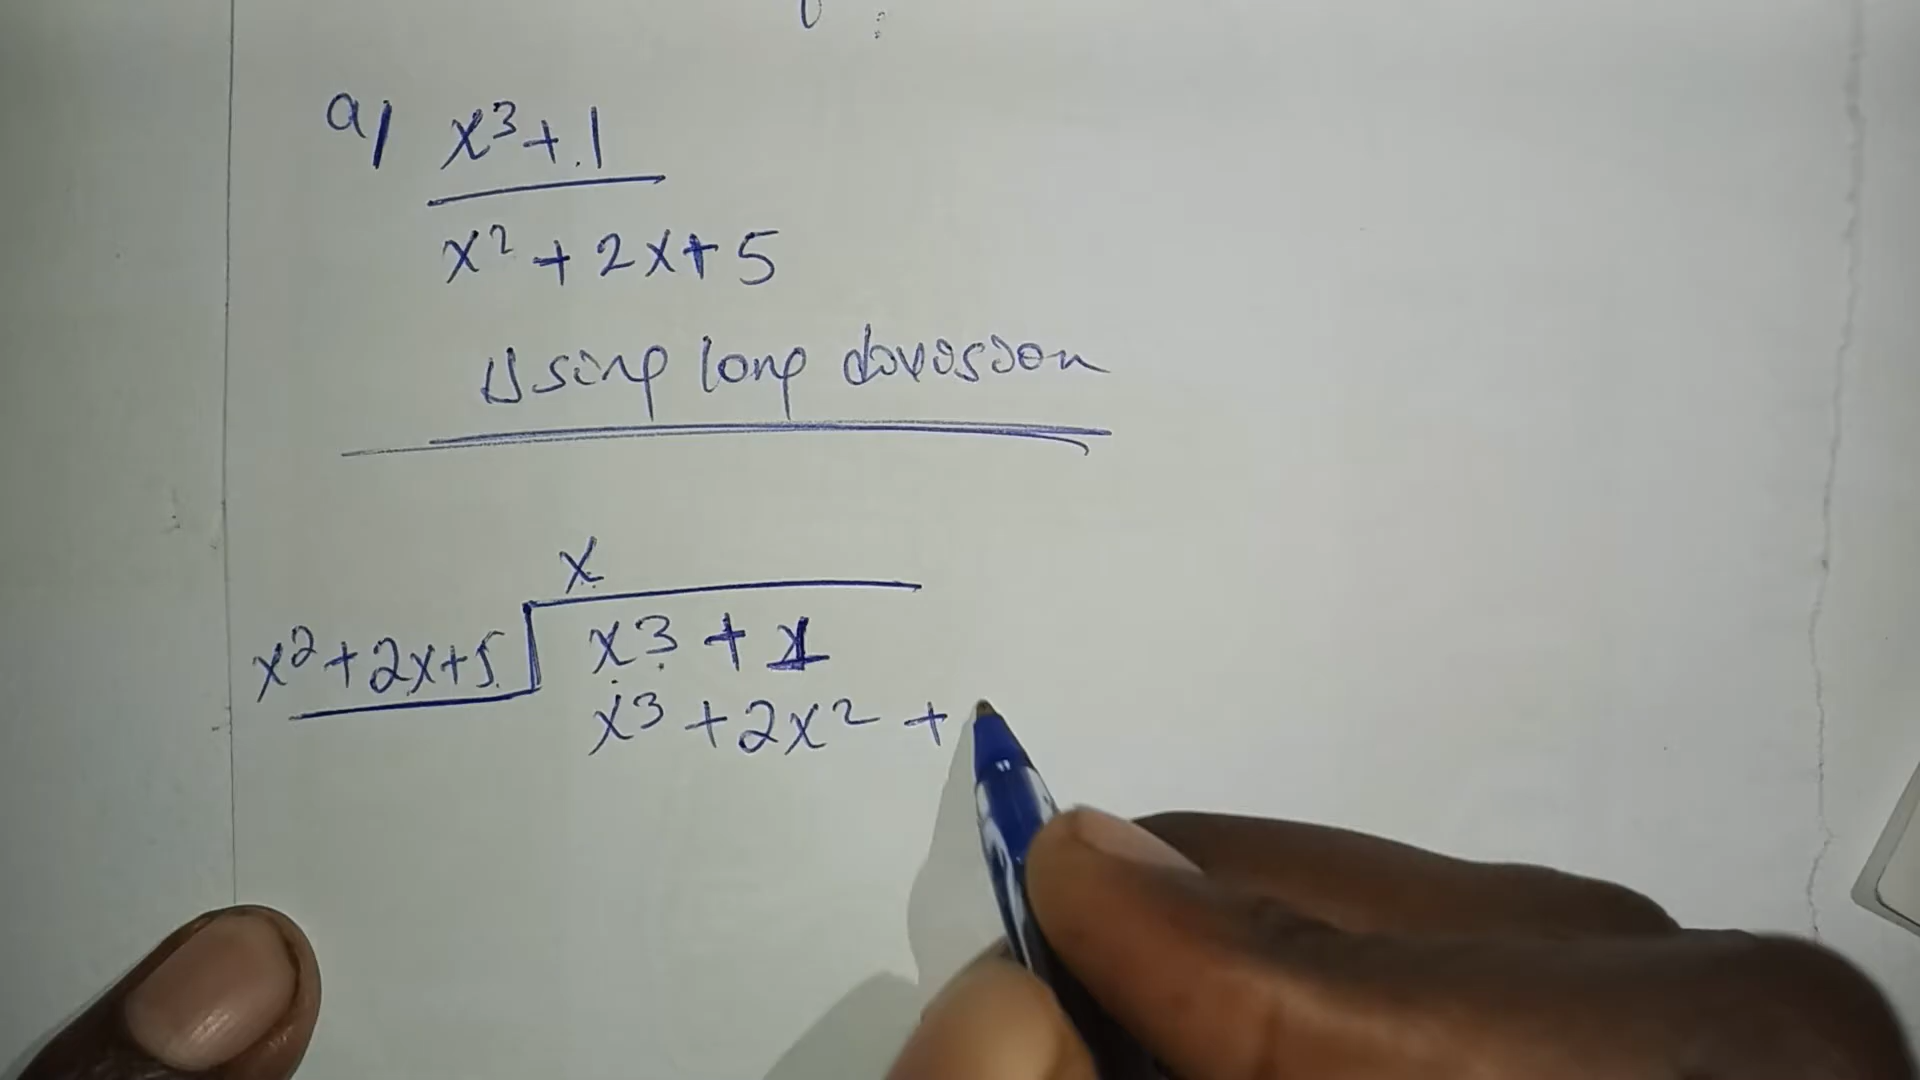 a/ x³ + 1
x² + 2x + 5
Using long division
x
x² + 2x + 5 x³ + 1
x³ + 2x² +